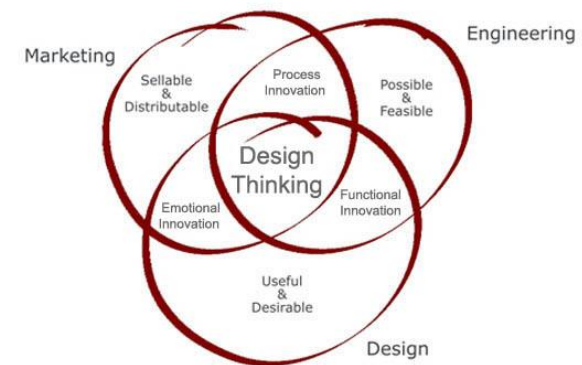 Engineering
Marketing
Process
Innovation
Sellable
&
Distributable
Possible
&
Feasible
Design
Thinking
Emotional
Innovation
Functional
Innovation
Useful
&
Desirable
Design